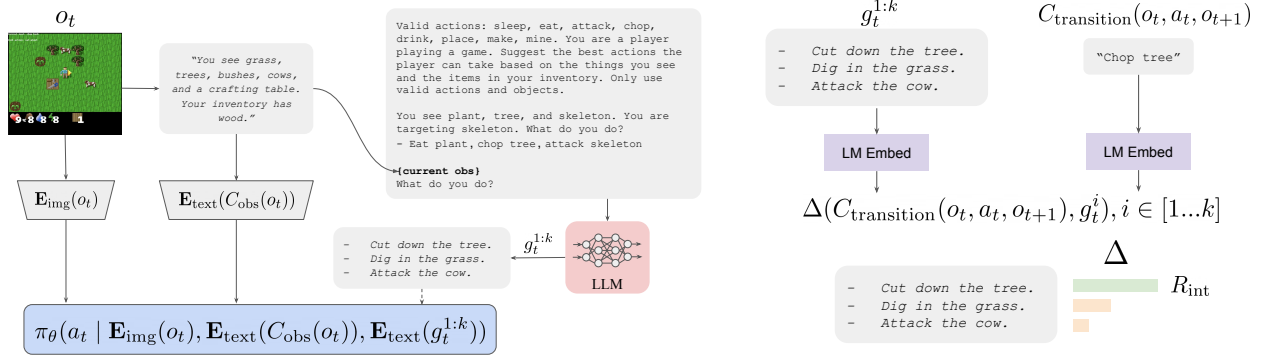 o_t
9 8 8 8 1
“You see grass,
trees, bushes, cows,
and a crafting table.
Your inventory has
wood.”
E_img(o_t)
E_text(C_obs(o_t))
Valid actions: sleep, eat, attack, chop,
drink, place, make, mine. You are a player
playing a game. Suggest the best actions the
player can take based on the things you see
and the items in your inventory. Only use
valid actions and objects.
You see plant, tree, and skeleton. You are
targeting skeleton. What do you do?
- Eat plant, chop tree, attack skeleton
{current obs}
What do you do?
LLM
g_t^{1:k}
- Cut down the tree.
- Dig in the grass.
- Attack the cow.
π_θ(a_t | E_img(o_t), E_text(C_obs(o_t)), E_text(g_t^{1:k}))
g_t^{1:k}
- Cut down the tree.
- Dig in the grass.
- Attack the cow.
LM Embed
C_transition(o_t, a_t, o_{t+1})
“Chop tree”
LM Embed
Δ(C_transition(o_t, a_t, o_{t+1}), g_t^i), i ∈ [1...k]
Δ
- Cut down the tree.
- Dig in the grass.
- Attack the cow.
R_int